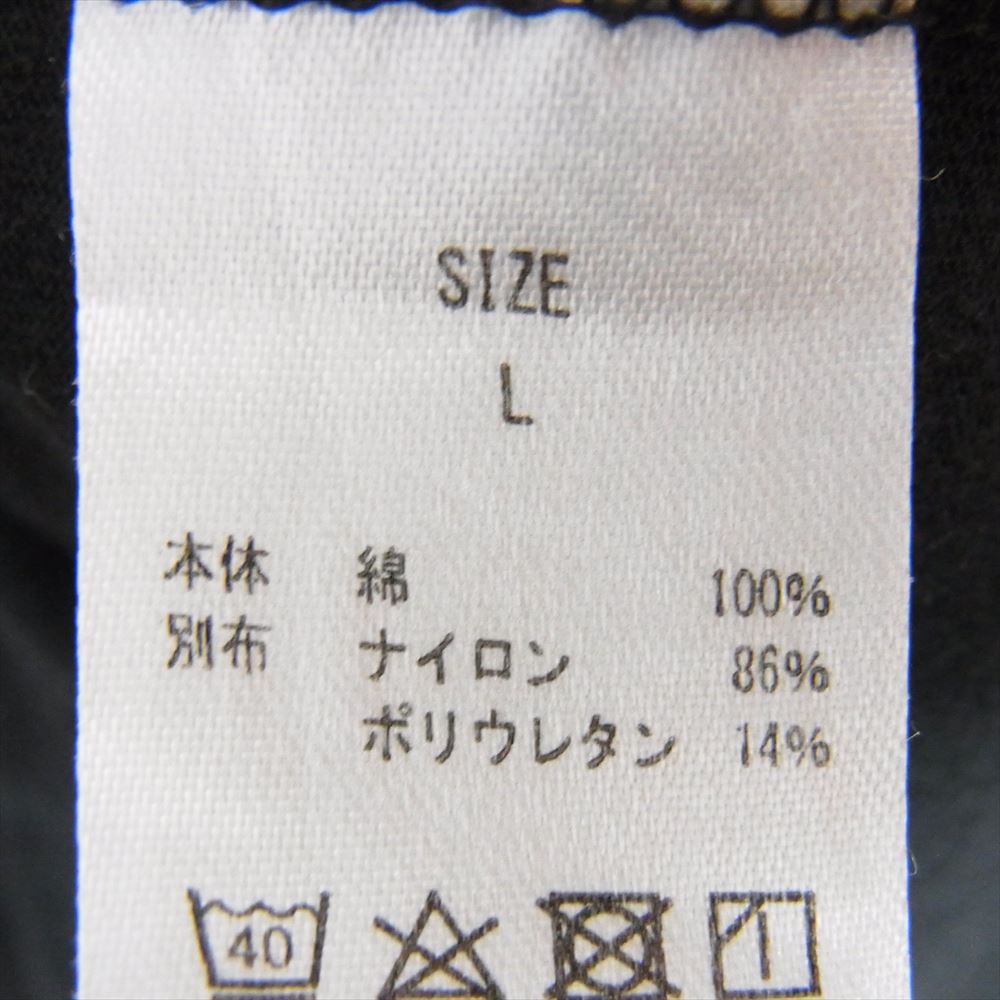 SIZE
L
本体 綿 100%
別布 ナイロン 86%
ポリウレタン 14%
40